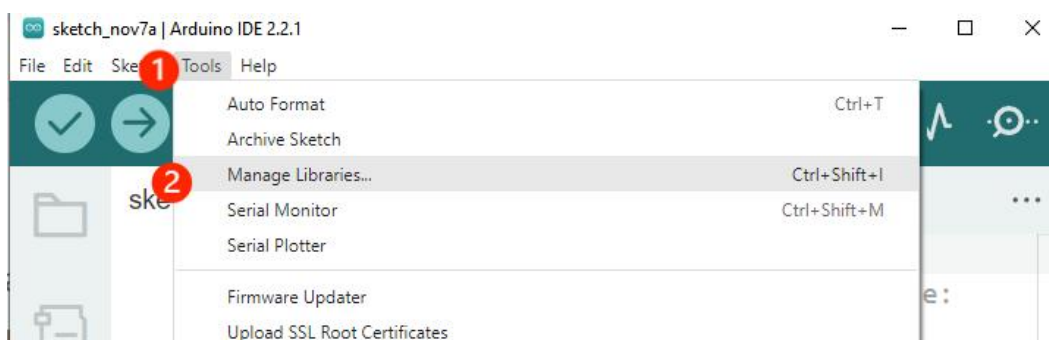 sketch_nov7a | Arduino IDE 2.2.1
File Edit Ske 1 Tools Help
Auto Format Ctrl+T
Archive Sketch
2 Manage Libraries... Ctrl+Shift+I
ske
Serial Monitor Ctrl+Shift+M
Serial Plotter
e:
Firmware Updater
Upload SSL Root Certificates